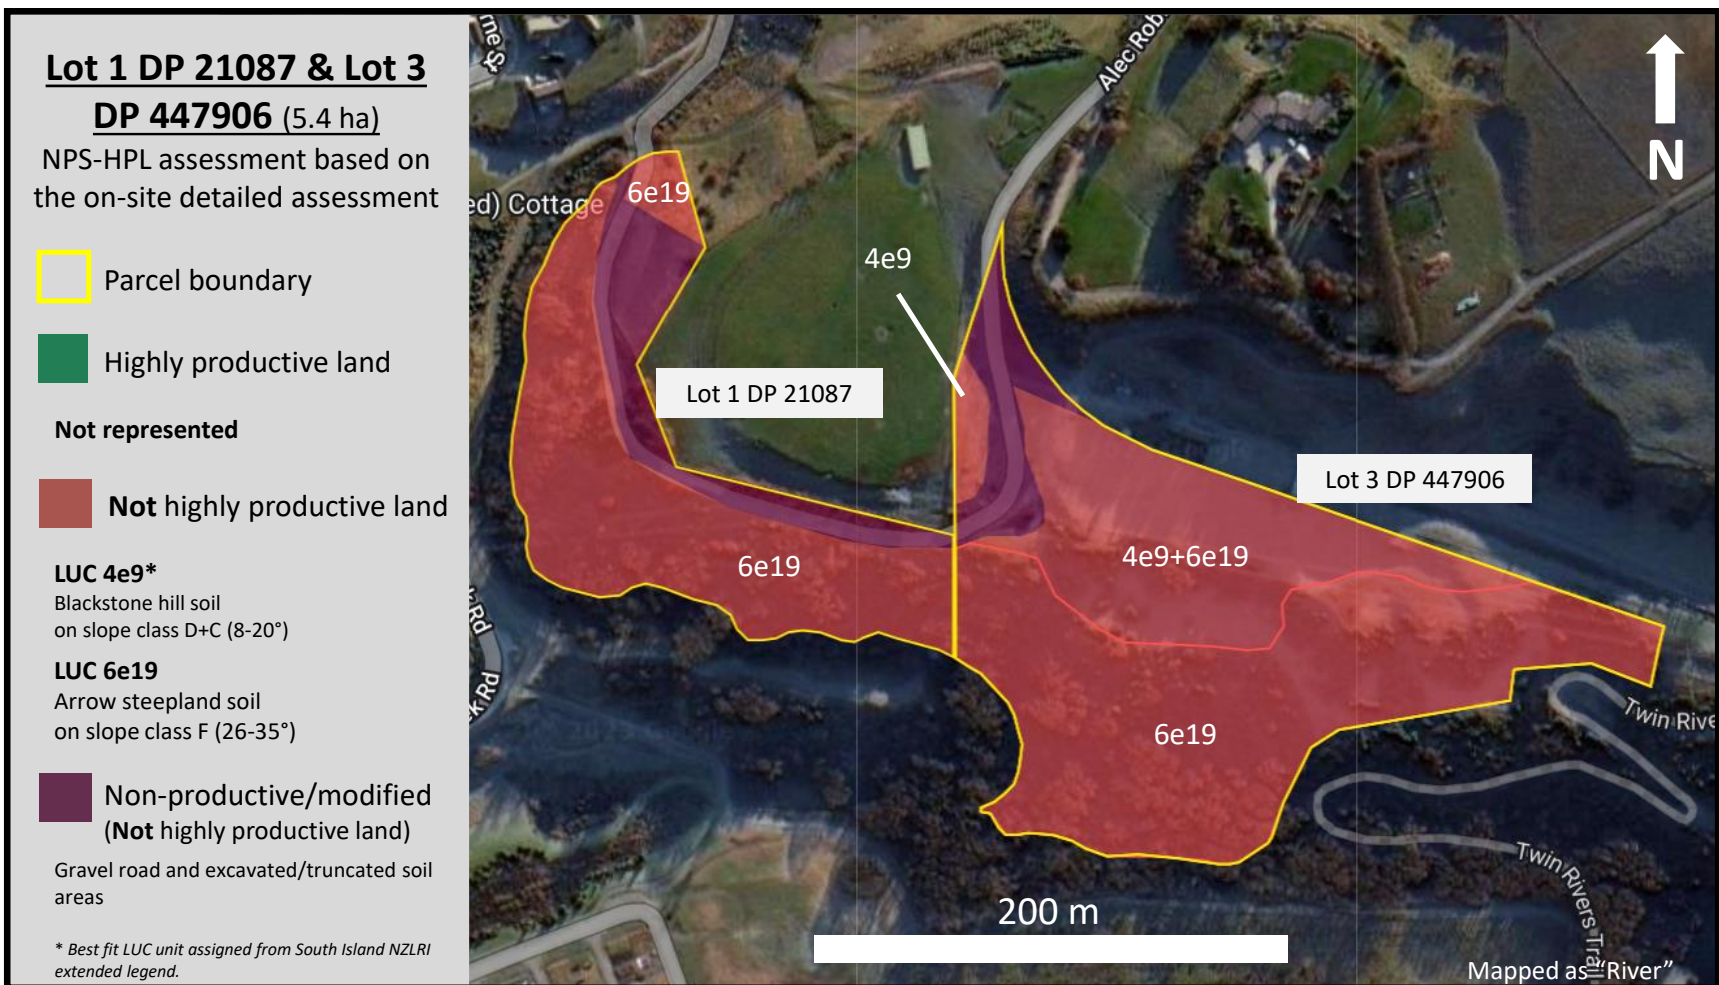 Lot 1 DP 21087 & Lot 3
DP 447906 (5.4 ha)
NPS-HPL assessment based on
the on-site detailed assessment
Parcel boundary
Highly productive land
Not represented
Not highly productive land
LUC 4e9*
Blackstone hill soil
on slope class D+C (8-20°)
LUC 6e19
Arrow steepland soil
on slope class F (26-35°)
Non-productive/modified
(Not highly productive land)
Gravel road and excavated/truncated soil
areas
* Best fit LUC unit assigned from South Island NZLRI
extended legend.
rne St
Alec Rob
N
ed) Cottage
6e19
4e9
Lot 1 DP 21087
Lot 3 DP 447906
4e9+6e19
6e19
Rd
k Rd
6e19
Twin Rive
Twin Rivers Trail
200 m
Mapped as “River”